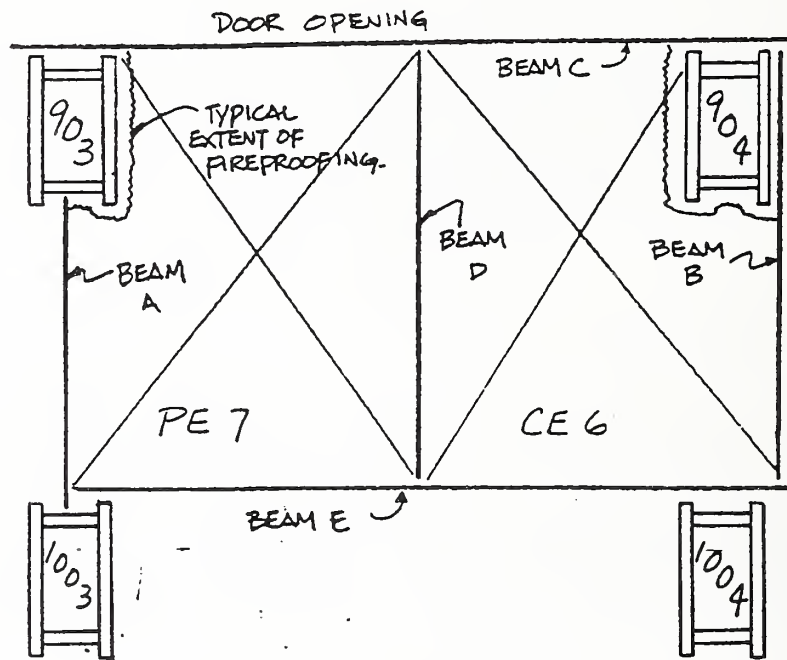 DOOR OPENING
BEAM C
903
TYPICAL
EXTENT OF
FIREPROOFING.
904
BEAM
A
BEAM
D
BEAM
B
PE 7
CE 6
BEAM E
1003
1004